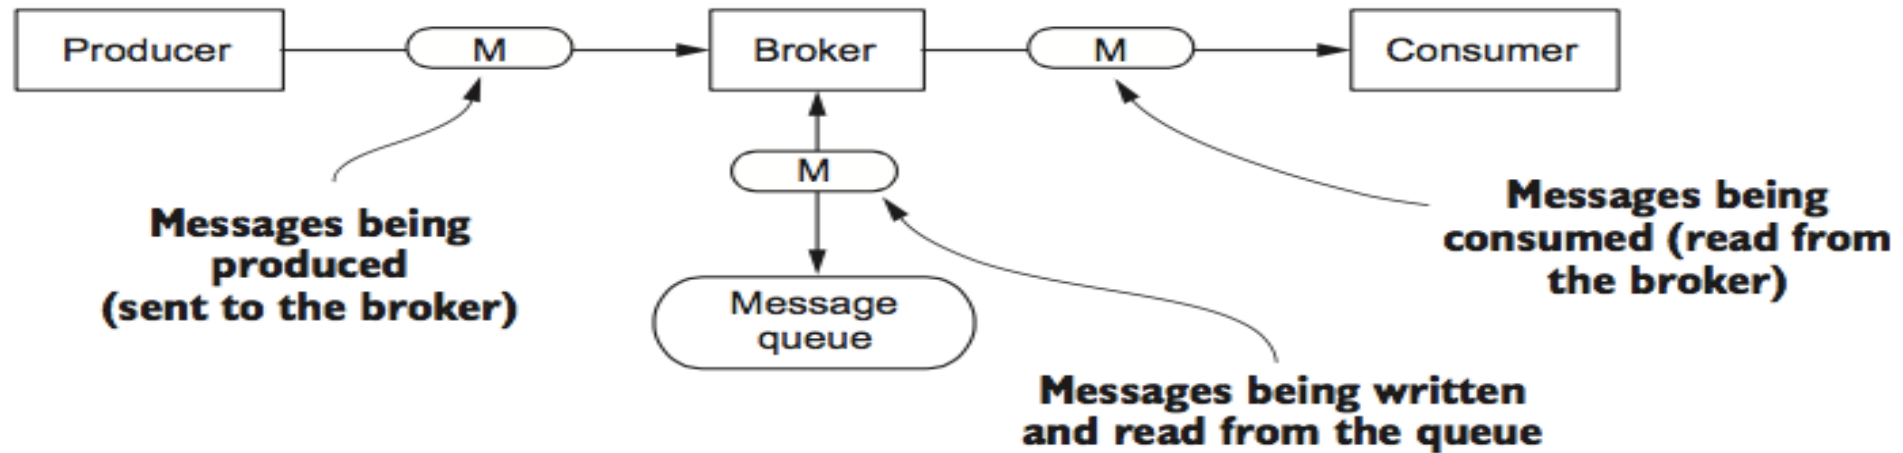 Producer
M
Broker
M
Consumer
M
Messages being
produced
(sent to the broker)
Messages being
consumed (read from
the broker)
Message
queue
Messages being written
and read from the queue